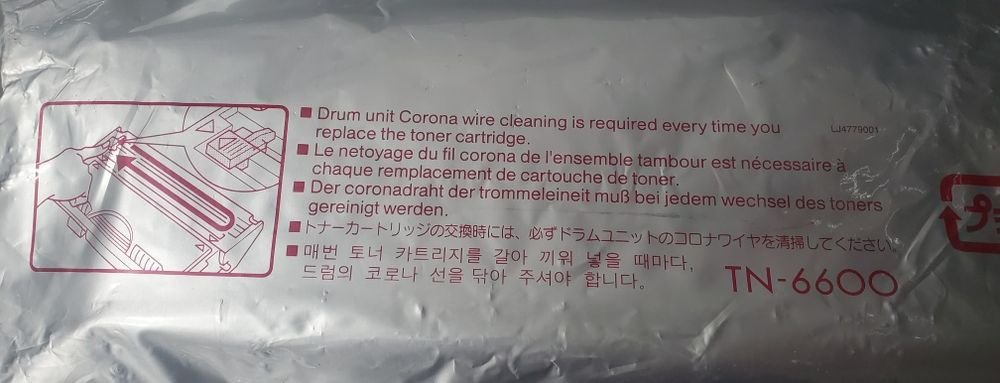 ■ Drum unit Corona wire cleaning is required every time you
replace the toner cartridge.
LJ4779001
■ Le netoyage du fil corona de l'ensemble tambour est nécessaire à
chaque remplacement de cartouche de toner.
■ Der coronadraht der trommeleineit muß bei jedem wechsel des toners
gereinigt werden.
■トナーカートリッジの交換時には、必ずドラムユニットのコロナワイヤを清掃してください。
■ 매번 토너 카트리지를 갈아 끼워 넣을 때마다,
드럼의 코로나 선을 닦아 주셔야 합니다。
TN-6600